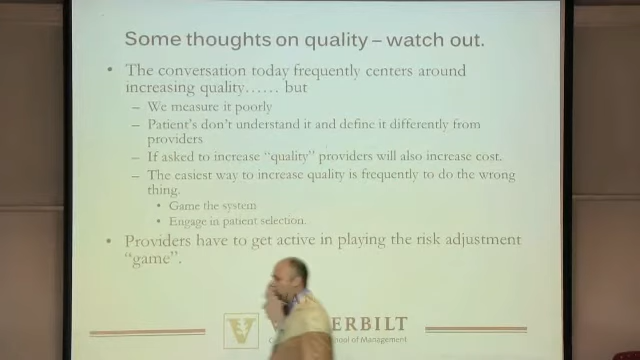 Some thoughts on quality – watch out.
• The conversation today frequently centers around
increasing quality…… but
– We measure it poorly
– Patient's don't understand it and define it differently from
providers
– If asked to increase "quality" providers will also increase cost.
– The easiest way to increase quality is frequently to do the wrong
thing.
• Game the system
• Engage in patient selection.
• Providers have to get active in playing the risk adjustment
"game".
V
ERBILT
ool of Management